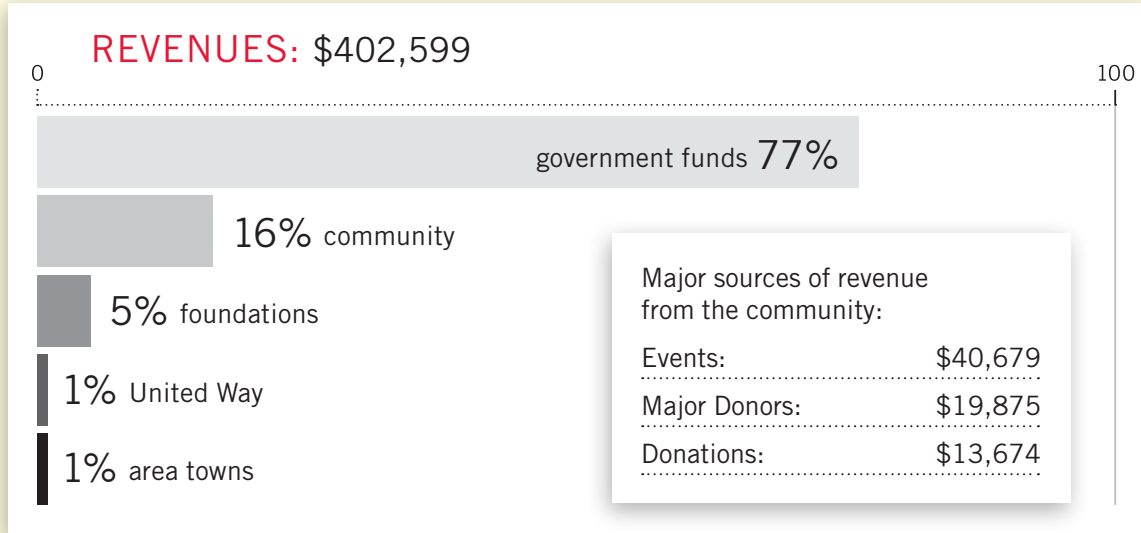 REVENUES: $402,599
0
100
government funds 77%
16% community
5% foundations
1% United Way
1% area towns
Major sources of revenue
from the community:
Events: $40,679
Major Donors: $19,875
Donations: $13,674